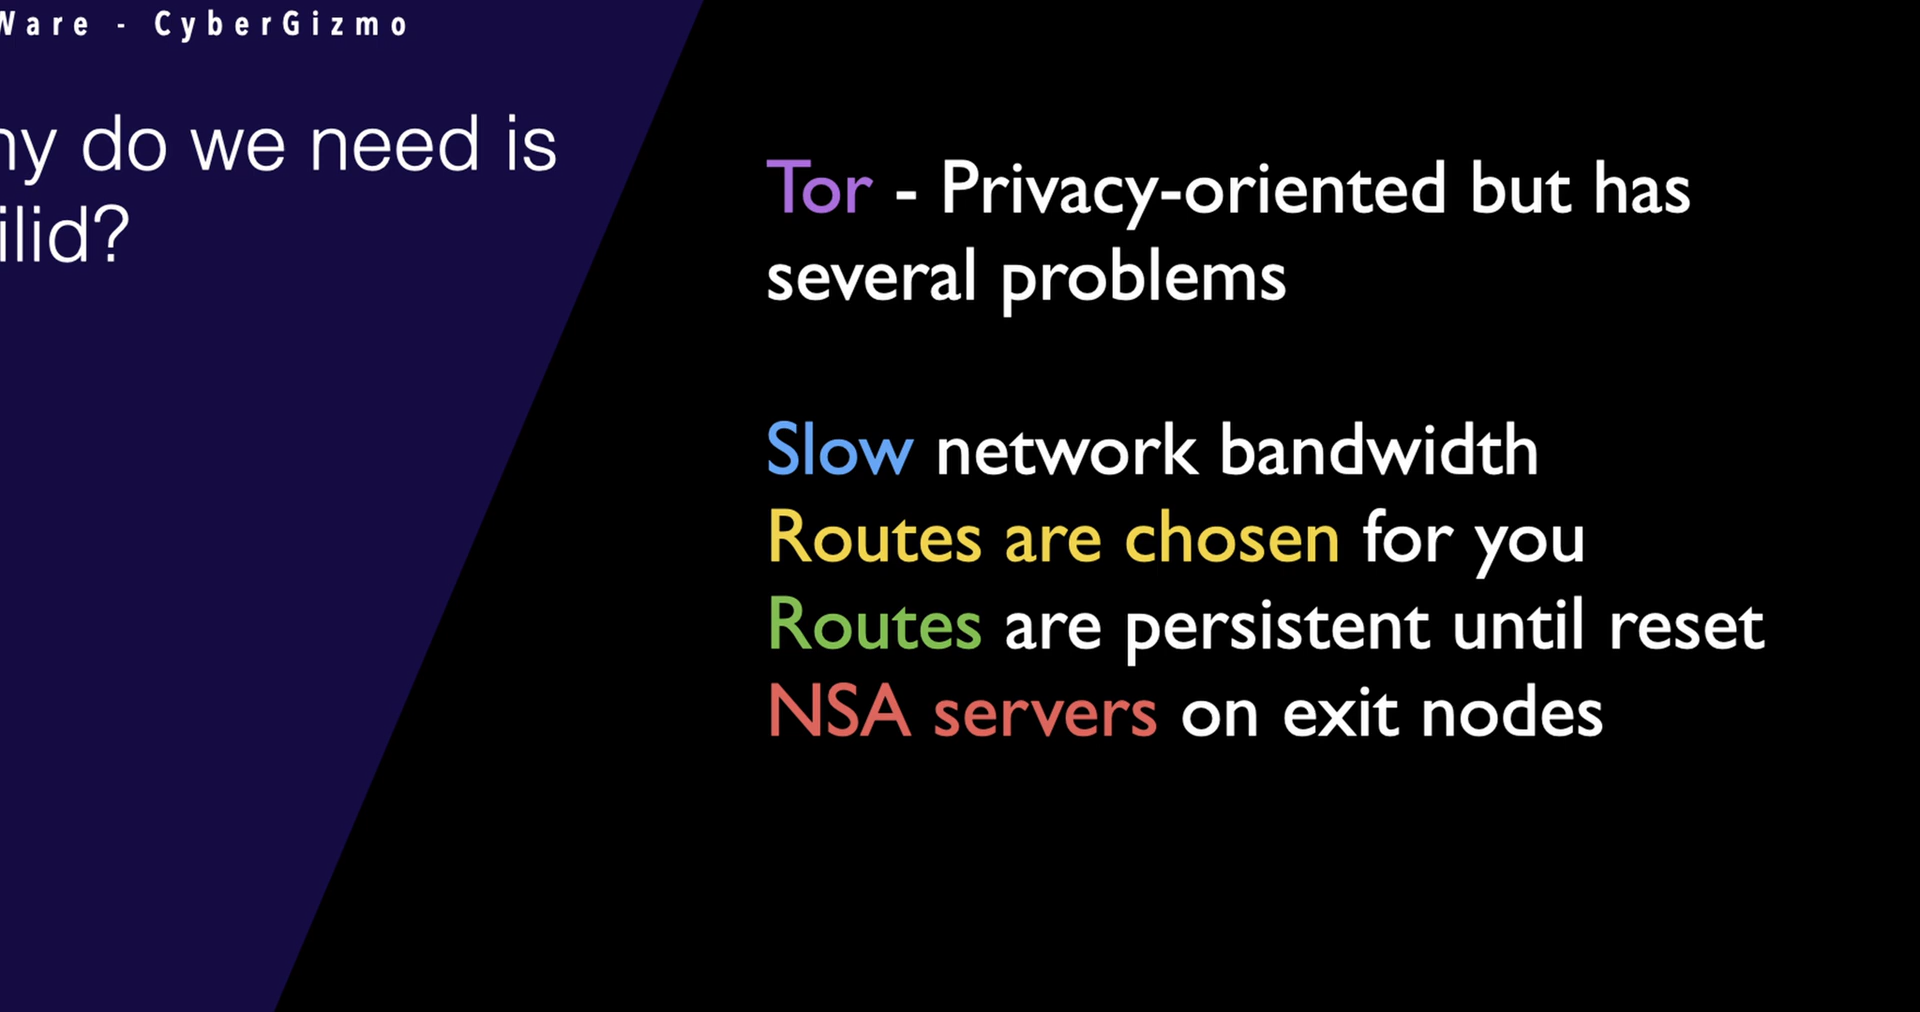 Ware - CyberGizmo
hy do we need is
ilid?
Tor - Privacy-oriented but has
several problems
Slow network bandwidth
Routes are chosen for you
Routes are persistent until reset
NSA servers on exit nodes